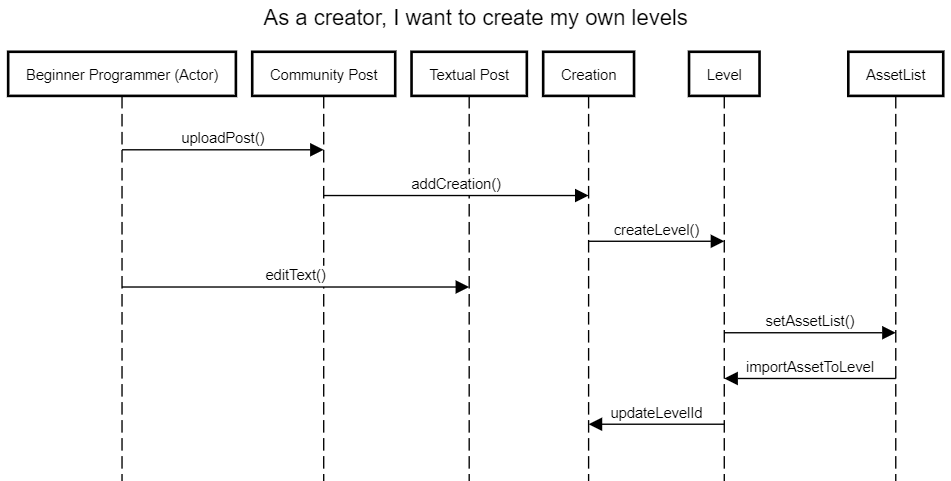 As a creator, I want to create my own levels
Beginner Programmer (Actor)
Community Post
Textual Post
Creation
Level
AssetList
uploadPost()
addCreation()
createLevel()
editText()
setAssetList()
importAssetToLevel
updateLevelId